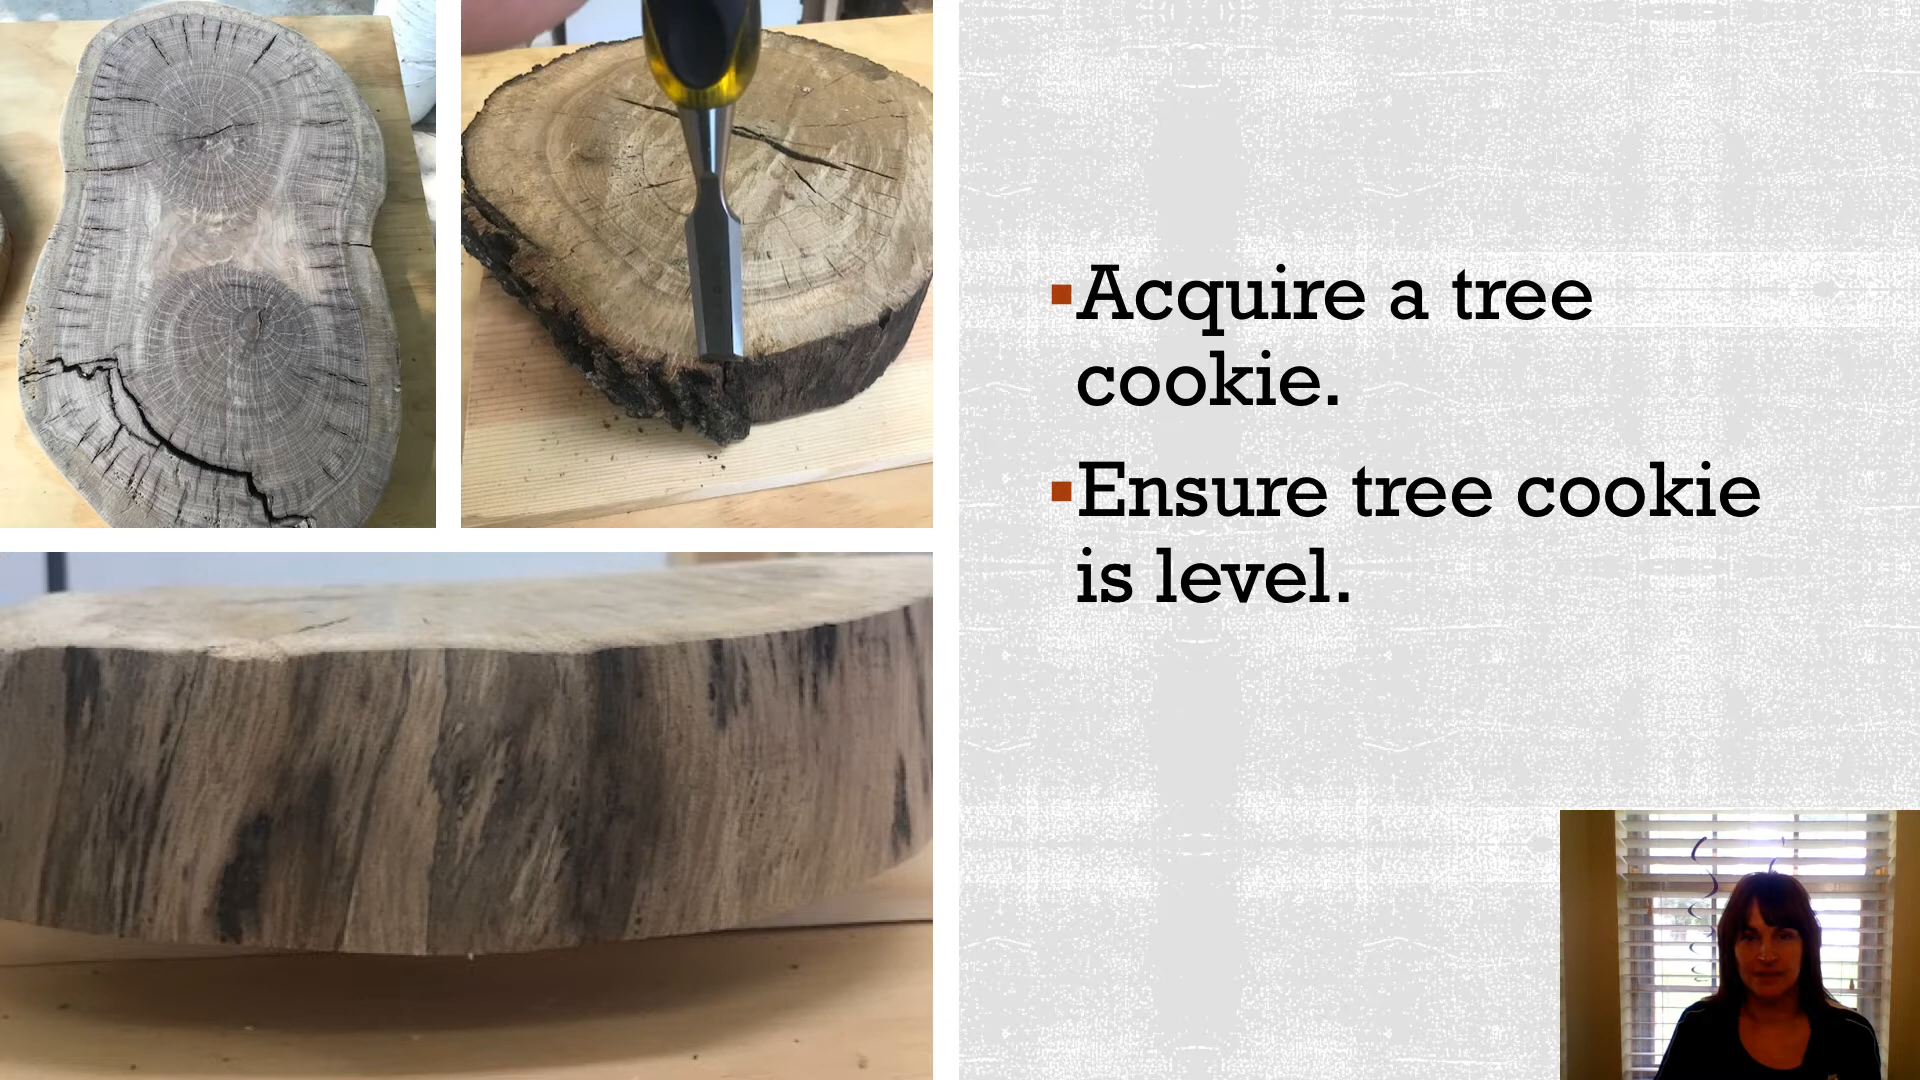 ▪Acquire a tree
cookie.
▪Ensure tree cookie
is level.